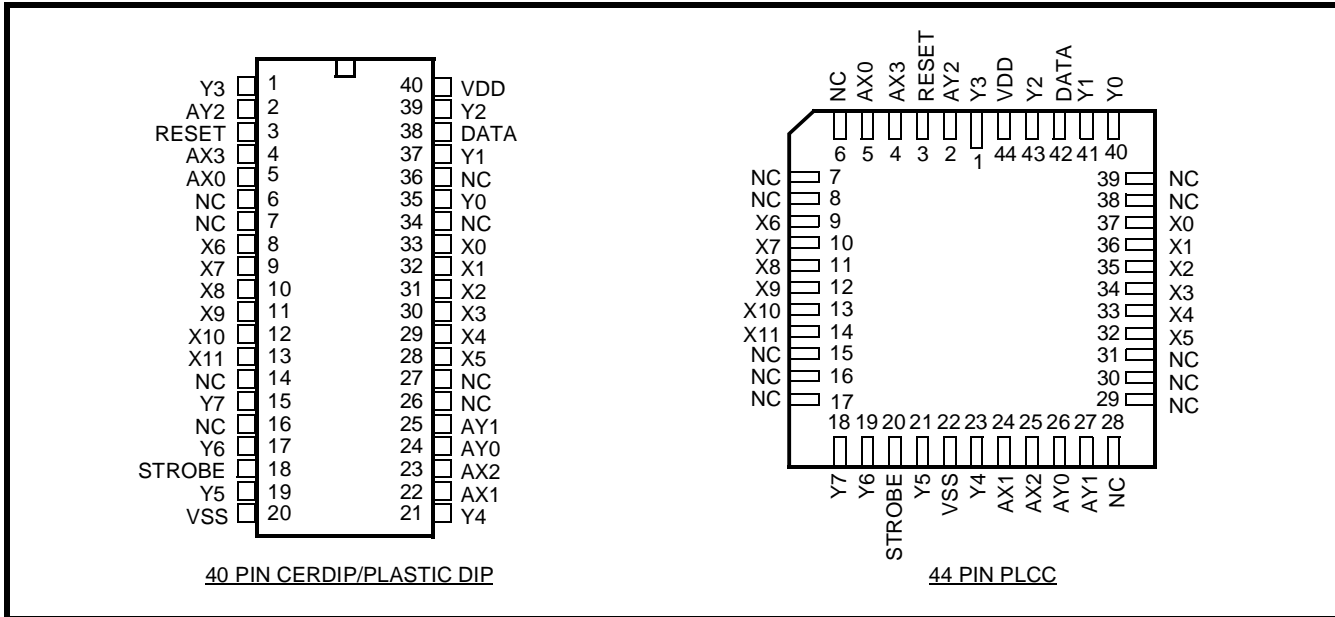 Y3 1 40 VDD
AY2 2 39 Y2
RESET 3 38 DATA
AX3 4 37 Y1
AX0 5 36 NC
NC 6 35 Y0
NC 7 34 NC
X6 8 33 X0
X7 9 32 X1
X8 10 31 X2
X9 11 30 X3
X10 12 29 X4
X11 13 28 X5
NC 14 27 NC
Y7 15 26 NC
NC 16 25 AY1
Y6 17 24 AY0
STROBE 18 23 AX2
Y5 19 22 AX1
VSS 20 21 Y4
40 PIN CERDIP/PLASTIC DIP
NC AX0 AX3 RESET AY2 Y3 VDD Y2 DATA Y1 Y0
6 5 4 3 2 1 44 43 42 41 40
NC 7 39 NC
NC 8 38 NC
X6 9 37 X0
X7 10 36 X1
X8 11 35 X2
X9 12 34 X3
X10 13 33 X4
X11 14 32 X5
NC 15 31 NC
NC 16 30 NC
NC 17 29 NC
18 19 20 21 22 23 24 25 26 27 28
Y7 Y6 STROBE Y5 VSS Y4 AX1 AX2 AY0 AY1 NC
44 PIN PLCC